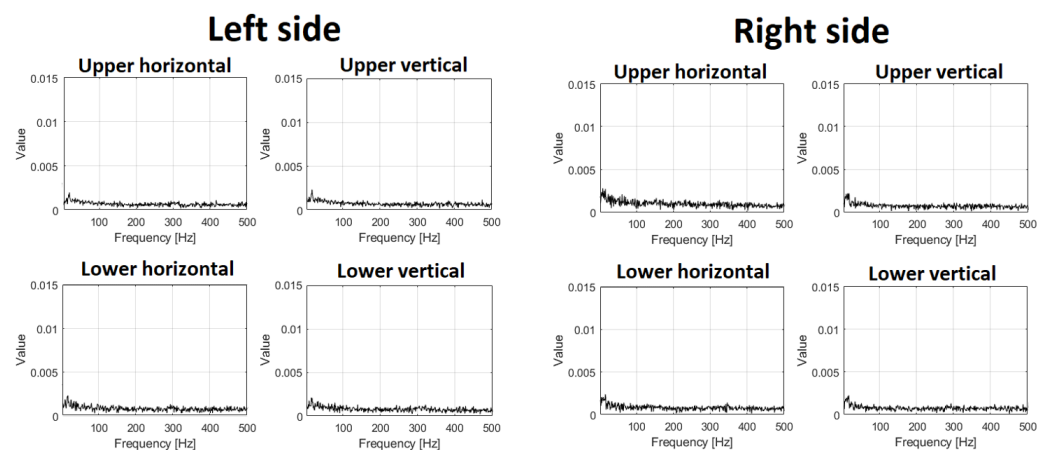 Left side
Right side
Upper horizontal
0.015
0.01
0.005
0
Value
100 200 300 400 500
Frequency [Hz]
Upper vertical
0.015
0.01
0.005
0
Value
100 200 300 400 500
Frequency [Hz]
Upper horizontal
0.015
0.01
0.005
0
Value
100 200 300 400 500
Frequency [Hz]
Upper vertical
0.015
0.01
0.005
0
Value
100 200 300 400 500
Frequency [Hz]
Lower horizontal
0.015
0.01
0.005
0
Value
100 200 300 400 500
Frequency [Hz]
Lower vertical
0.015
0.01
0.005
0
Value
100 200 300 400 500
Frequency [Hz]
Lower horizontal
0.015
0.01
0.005
0
Value
100 200 300 400 500
Frequency [Hz]
Lower vertical
0.015
0.01
0.005
0
Value
100 200 300 400 500
Frequency [Hz]